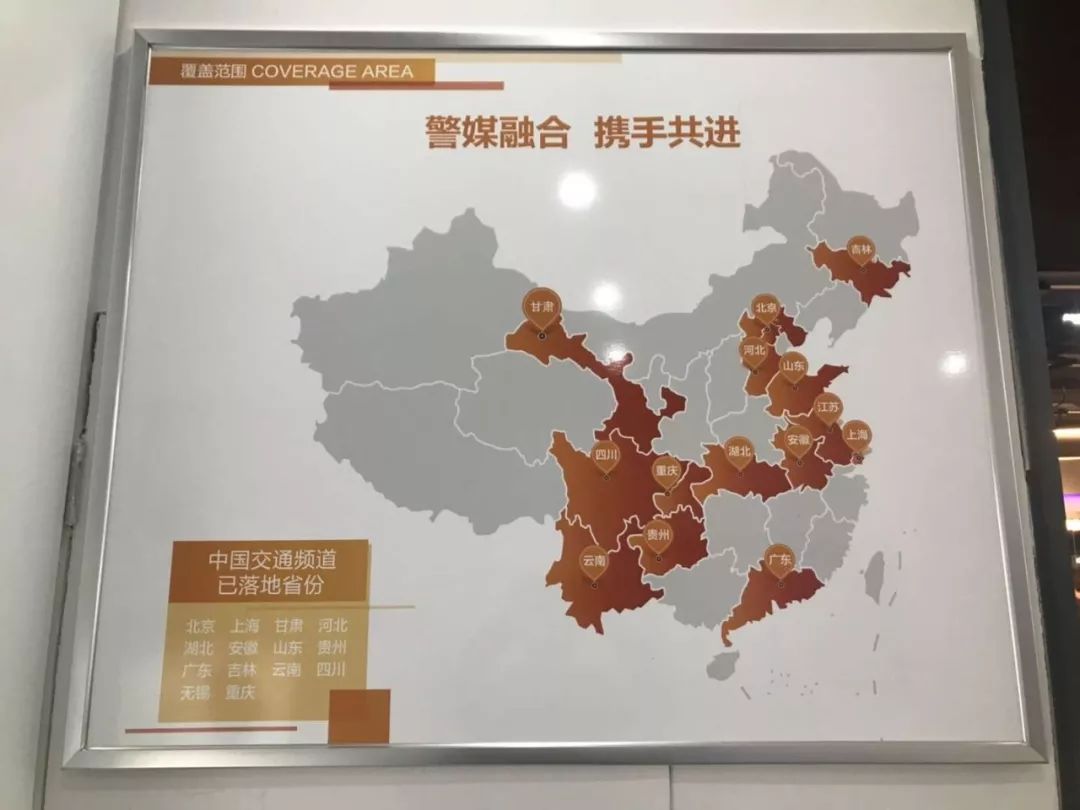 覆盖范围 COVERAGE AREA
警媒融合 携手共进
吉林
甘肃
北京
河北
山东
江苏
上海
安徽
湖北
四川
重庆
贵州
云南
广东
中国交通频道
已落地省份
北京 上海 甘肃 河北
湖北 安徽 山东 贵州
广东 吉林 云南 四川
无锡 重庆